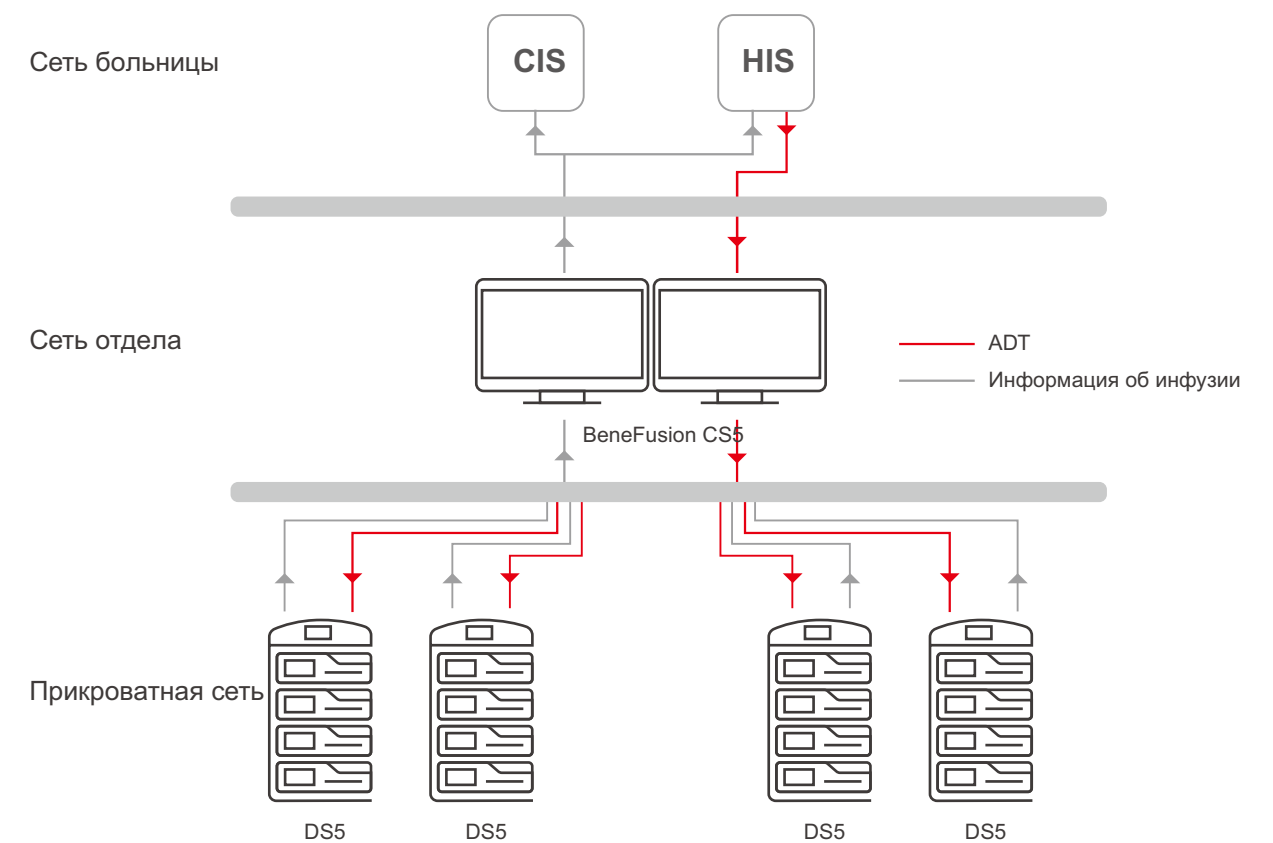 Сеть больницы
CIS
HIS
Сеть отдела
ADT
Информация об инфузии
BeneFusion CS5
Прикроватная сеть
DS5
DS5
DS5
DS5